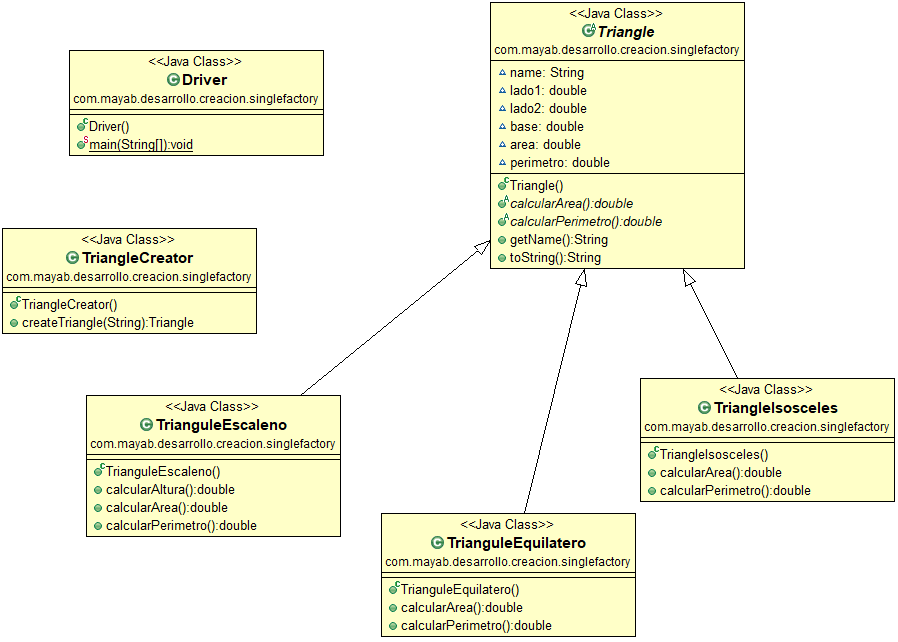 <<Java Class>>
Triangle
com.mayab.desarrollo.creacion.singlefactory
name: String
lado1: double
lado2: double
base: double
area: double
perimetro: double
Triangle()
calcularArea():double
calcularPerimetro():double
getName():String
toString():String
<<Java Class>>
Driver
com.mayab.desarrollo.creacion.singlefactory
Driver()
main(String[]):void
<<Java Class>>
TriangleCreator
com.mayab.desarrollo.creacion.singlefactory
TriangleCreator()
createTriangle(String):Triangle
<<Java Class>>
TrianguleEscaleno
com.mayab.desarrollo.creacion.singlefactory
TrianguleEscaleno()
calcularAltura():double
calcularArea():double
calcularPerimetro():double
<<Java Class>>
TrianguleEquilatero
com.mayab.desarrollo.creacion.singlefactory
TrianguleEquilatero()
calcularArea():double
calcularPerimetro():double
<<Java Class>>
TriangleIsosceles
com.mayab.desarrollo.creacion.singlefactory
TriangleIsosceles()
calcularArea():double
calcularPerimetro():double